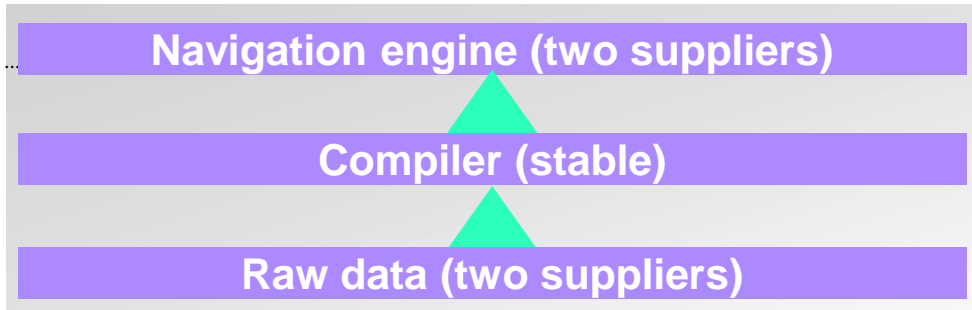 Navigation engine (two suppliers)
Compiler (stable)
Raw data (two suppliers)